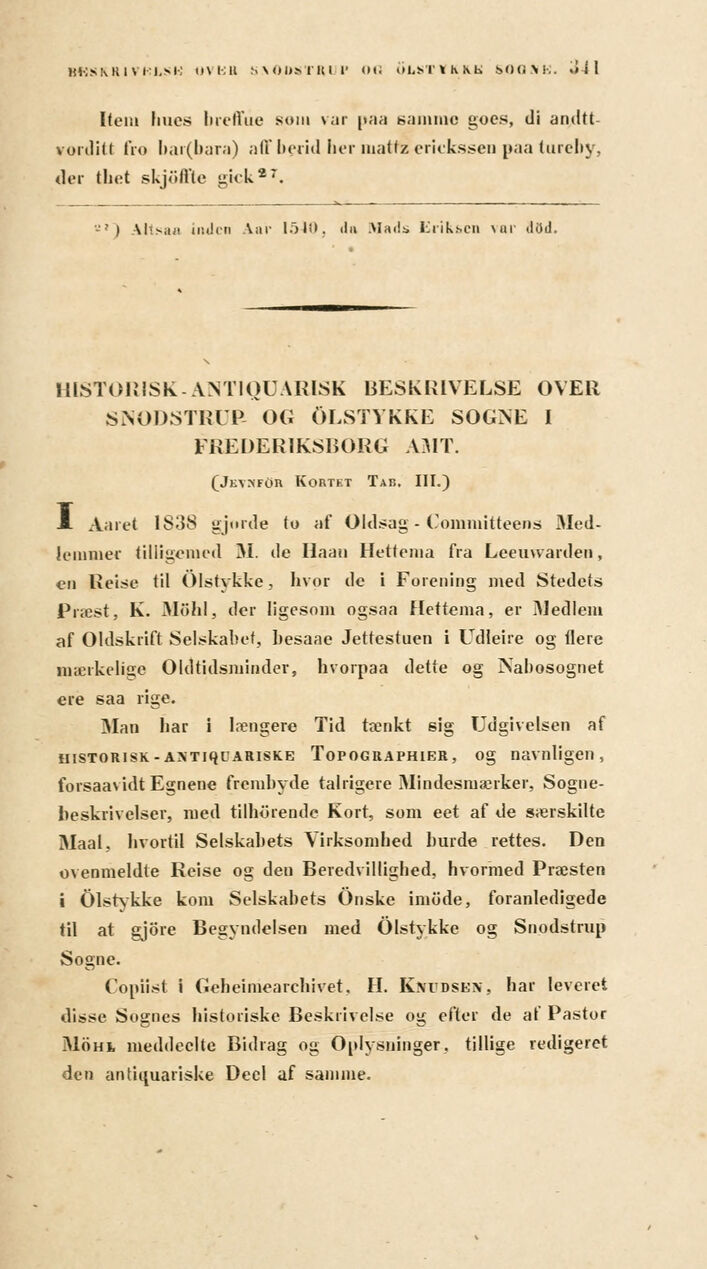 BESKRIVELSE OVER SNODSTRUP OG ÖLSTYKKE SOGNE. 341
Item hues breffue som var paa samme goes, di andtt-
vorditt fro bar(bara) aff berid her mattz erickssen paa tureby,
der thet skjöffte gick²⁷.
²⁷) Altsaa inden Aar 1540, da Mads Eriksen var död.
HISTORISK-ANTIQUARISK BESKRIVELSE OVER
SNODSTRUP OG ÖLSTYKKE SOGNE I
FREDERIKSBORG AMT.
(JEVNFÖR KORTET TAB. III.)
I Aaret 1838 gjorde to af Oldsag-Committeens Med-
lemmer tilligemed M. de Haan Hettema fra Leeuwarden,
en Reise til Ölstykke, hvor de i Forening med Stedets
Præst, K. Möhl, der ligesom ogsaa Hettema, er Medlem
af Oldskrift Selskabet, besaae Jettestuen i Udleire og flere
mærkelige Oldtidsminder, hvorpaa dette og Nabosognet
ere saa rige.
Man har i længere Tid tænkt sig Udgivelsen af
HISTORISK-ANTIQUARISKE TOPOGRAPHIER, og navnligen,
forsaavidt Egnene frembyde talrigere Mindesmærker, Sogne-
beskrivelser, med tilhörende Kort, som eet af de særskilte
Maal, hvortil Selskabets Virksomhed burde rettes. Den
ovenmeldte Reise og den Beredvillighed, hvormed Præsten
i Ölstykke kom Selskabets Önske imöde, foranledigede
til at gjöre Begyndelsen med Ölstykke og Snodstrup
Sogne.
Copiist i Geheimearchivet, H. KNUDSEN, har leveret
disse Sognes historiske Beskrivelse og efter de af Pastor
MÖHL meddeelte Bidrag og Oplysninger, tillige redigeret
den antiquariske Deel af samme.